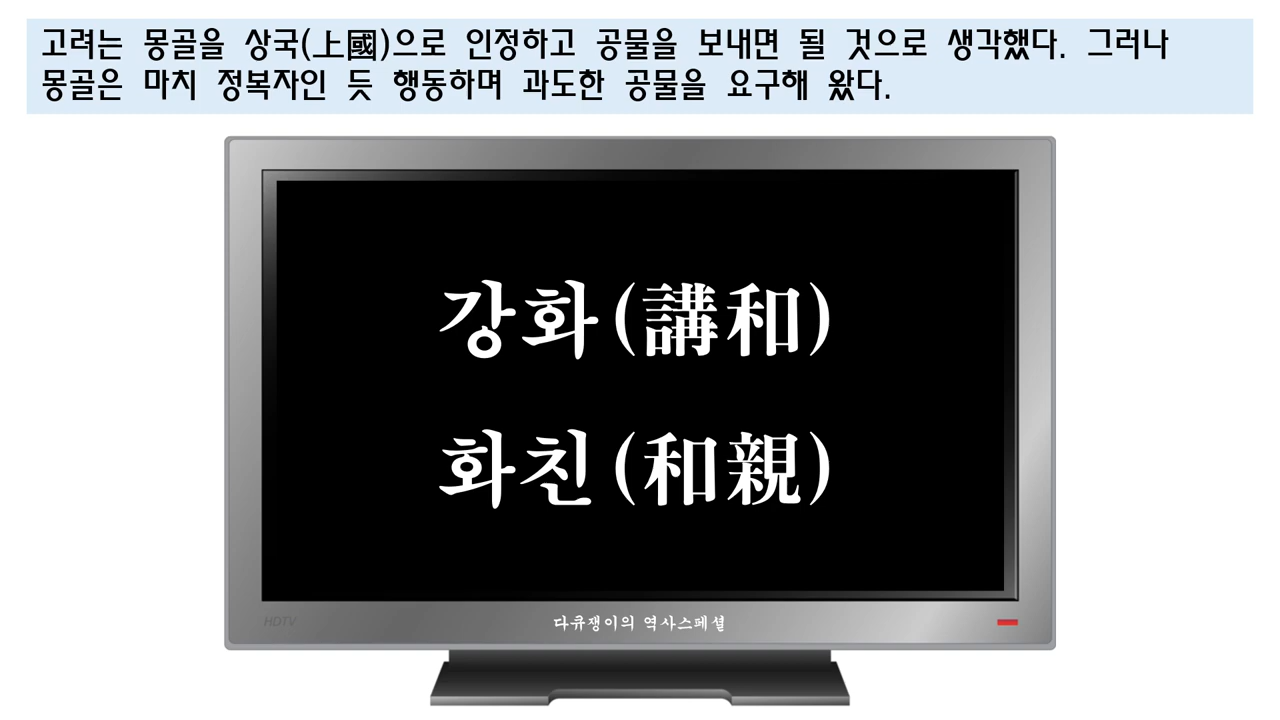 고려는 몽골을 상국(上國)으로 인정하고 공물을 보내면 될 것으로 생각했다. 그러나
몽골은 마치 정복자인 듯 행동하며 과도한 공물을 요구해 왔다.
강화(講和)
화친(和親)
HDTV
다큐쟁이의 역사스페셜